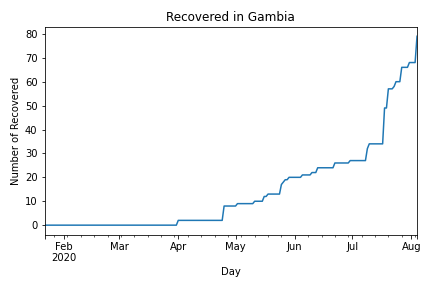 Recovered in Gambia
Number of Recovered
80
70
60
50
40
30
20
10
0
Feb
2020
Mar
Apr
May
Jun
Jul
Aug
Day